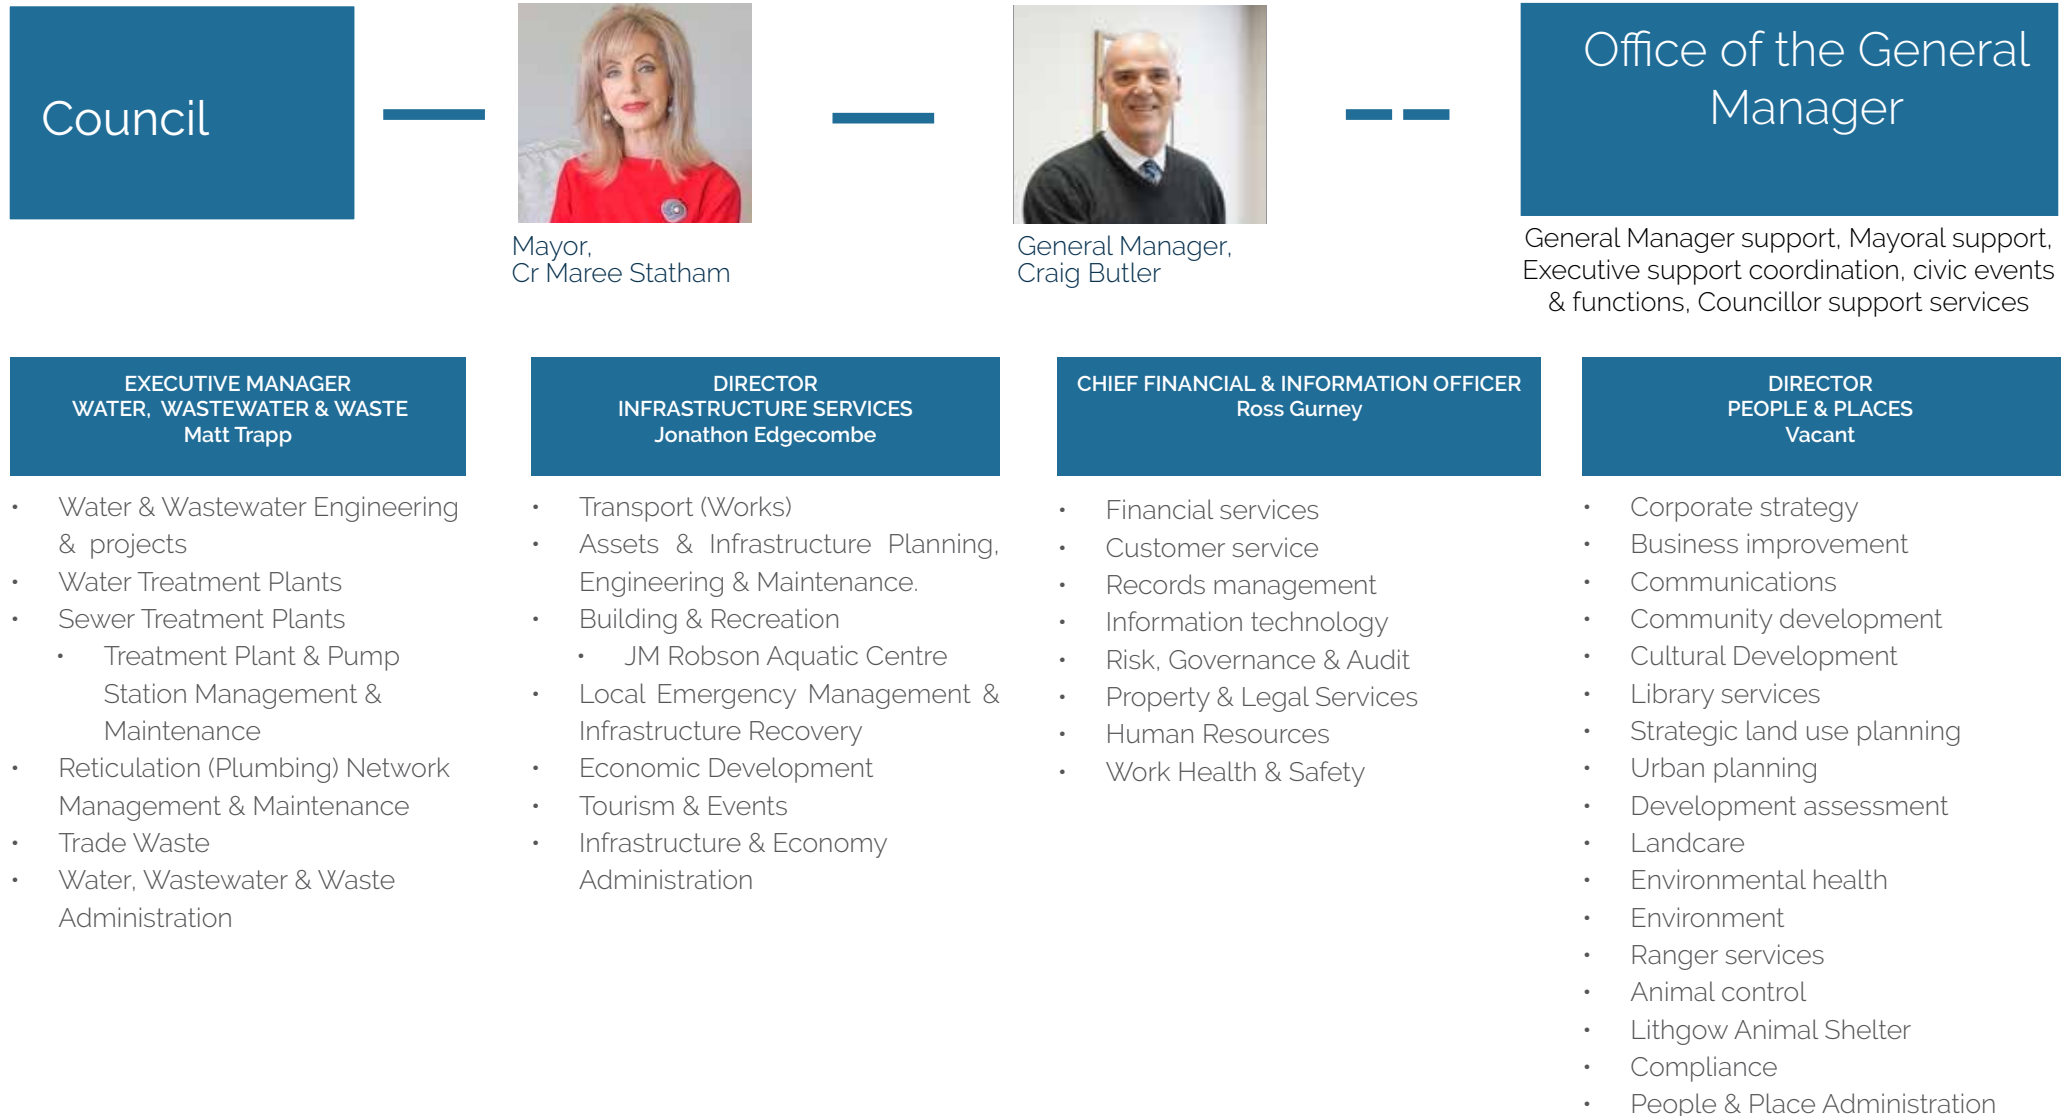 Council
Mayor,
Cr Maree Statham
General Manager,
Craig Butler
Office of the General
Manager
General Manager support, Mayoral support,
Executive support coordination, civic events
& functions, Councillor support services
EXECUTIVE MANAGER
WATER, WASTEWATER & WASTE
Matt Trapp
• Water & Wastewater Engineering
& projects
• Water Treatment Plants
• Sewer Treatment Plants
• Treatment Plant & Pump
Station Management &
Maintenance
• Reticulation (Plumbing) Network
Management & Maintenance
• Trade Waste
• Water, Wastewater & Waste
Administration
DIRECTOR
INFRASTRUCTURE SERVICES
Jonathon Edgecombe
• Transport (Works)
• Assets & Infrastructure Planning,
Engineering & Maintenance.
• Building & Recreation
• JM Robson Aquatic Centre
• Local Emergency Management &
Infrastructure Recovery
• Economic Development
• Tourism & Events
• Infrastructure & Economy
Administration
CHIEF FINANCIAL & INFORMATION OFFICER
Ross Gurney
• Financial services
• Customer service
• Records management
• Information technology
• Risk, Governance & Audit
• Property & Legal Services
• Human Resources
• Work Health & Safety
DIRECTOR
PEOPLE & PLACES
Vacant
• Corporate strategy
• Business improvement
• Communications
• Community development
• Cultural Development
• Library services
• Strategic land use planning
• Urban planning
• Development assessment
• Landcare
• Environmental health
• Environment
• Ranger services
• Animal control
• Lithgow Animal Shelter
• Compliance
• People & Place Administration